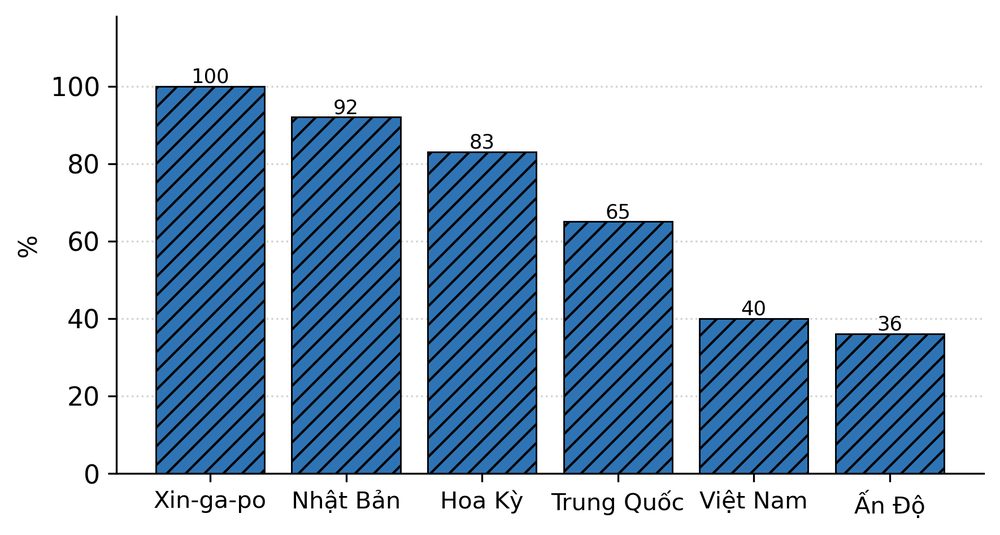 100
92
83
65
40
36
100
80
60
40
20
0
%
Xin-ga-po
Nhật Bản
Hoa Kỳ
Trung Quốc
Việt Nam
Ấn Độ